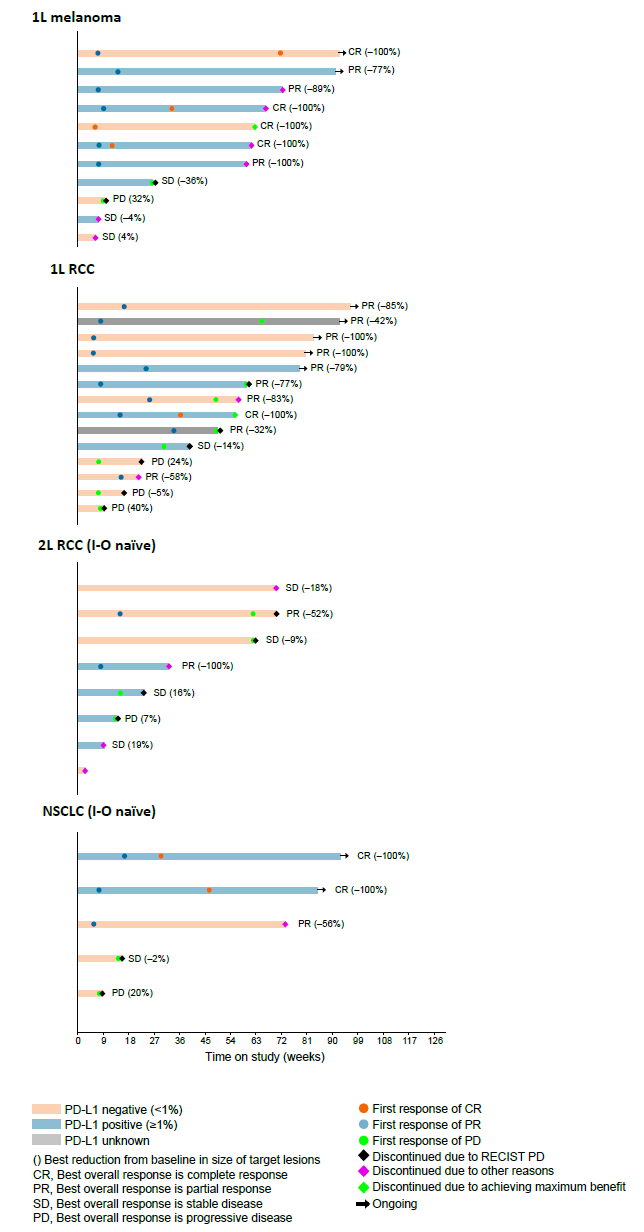 1L melanoma
CR (–100%)
PR (–77%)
PR (–89%)
CR (–100%)
CR (–100%)
CR (–100%)
PR (–100%)
SD (–36%)
PD (32%)
SD (–4%)
SD (4%)
1L RCC
PR (–85%)
PR (–42%)
PR (–100%)
PR (–100%)
PR (–79%)
PR (–77%)
PR (–83%)
CR (–100%)
PR (–32%)
SD (–14%)
PD (24%)
PR (–58%)
PD (–5%)
PD (40%)
2L RCC (I-O naïve)
SD (–18%)
PR (–52%)
SD (–9%)
PR (–100%)
SD (16%)
PD (7%)
SD (19%)
NSCLC (I-O naïve)
CR (–100%)
CR (–100%)
PR (–56%)
SD (–2%)
PD (20%)
0 9 18 27 36 45 54 63 72 81 90 99 108 117 126
Time on study (weeks)
PD-L1 negative (<1%)
PD-L1 positive (≥1%)
PD-L1 unknown
() Best reduction from baseline in size of target lesions
CR, Best overall response is complete response
PR, Best overall response is partial response
SD, Best overall response is stable disease
PD, Best overall response is progressive disease
First response of CR
First response of PR
First response of PD
Discontinued due to RECIST PD
Discontinued due to other reasons
Discontinued due to achieving maximum benefit
Ongoing